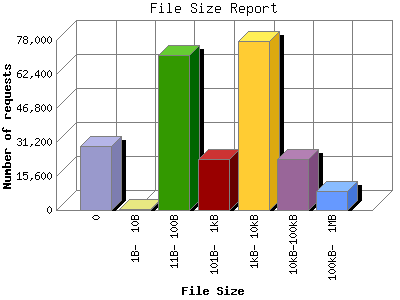 File Size Report
78,000
62,400
46,800
31,200
15,600
0
Number of requests
0
1B- 10B
11B- 100B
101B- 1kB
1kB- 10kB
10kB-100kB
100kB- 1MB
File Size